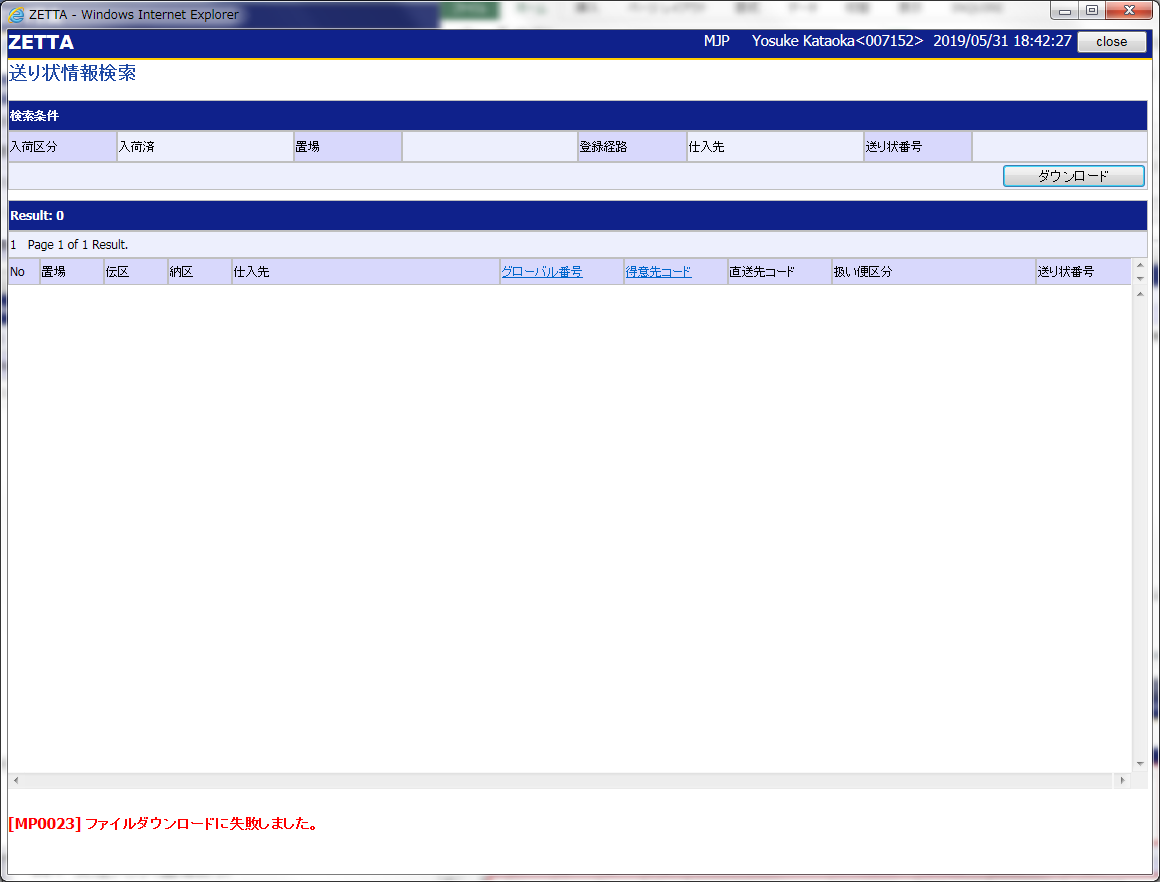 ZETTA - Windows Internet Explorer
ZETTA MJP Yosuke Kataoka<007152> 2019/05/31 18:42:27 close
送り状情報検索
検索条件
入荷区分 入荷済 置場 登録経路 仕入先 送り状番号
ダウンロード
Result: 0
1 Page 1 of 1 Result.
No 置場 伝区 納区 仕入先 グローバル番号 得意先コード 直送先コード 扱い便区分 送り状番号
[MP0023] ファイルダウンロードに失敗しました。